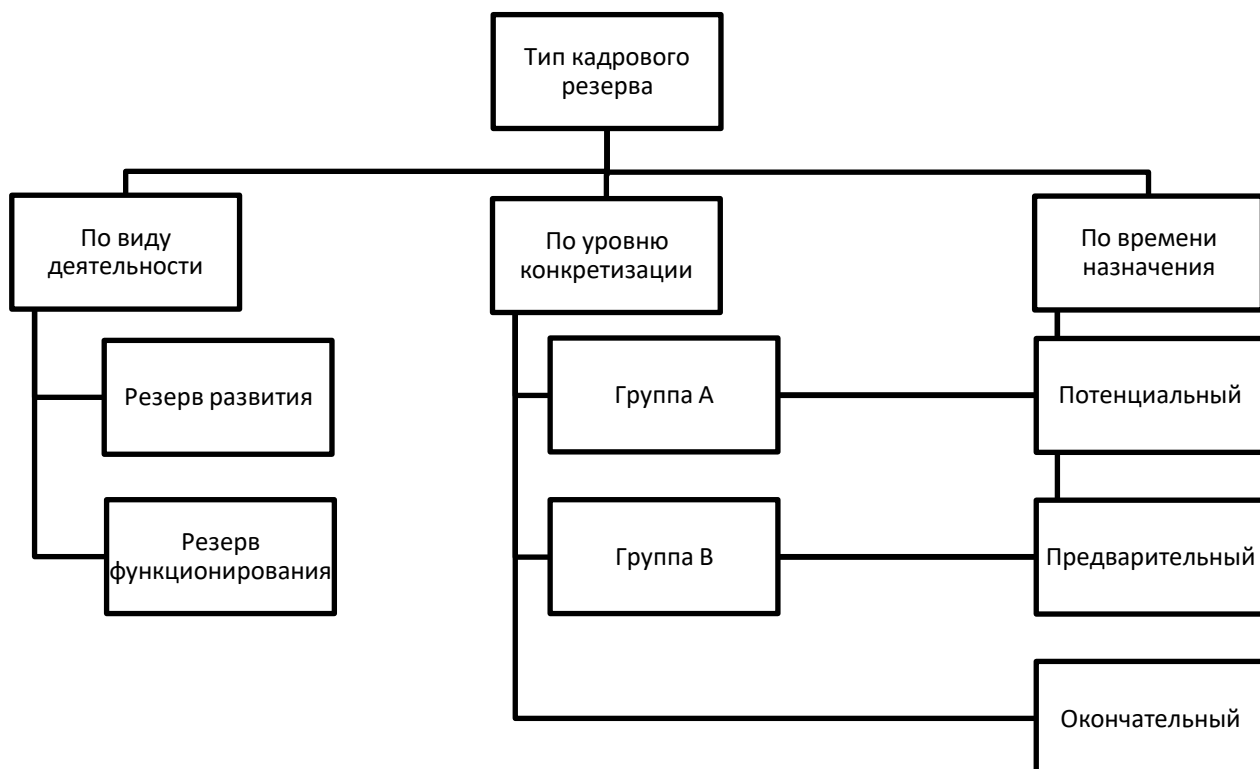 Тип кадрового
резерва
По виду
деятельности
По уровню
конкретизации
По времени
назначения
Резерв развития
Группа А
Потенциальный
Резерв
функционирования
Группа В
Предварительный
Окончательный